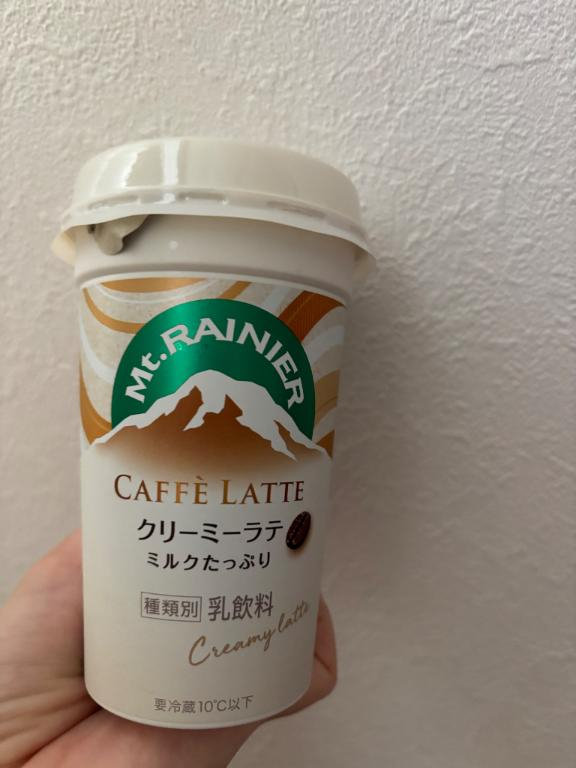 Mt. RAINIER
CAFFÈ LATTE
クリーミーラテ
ミルクたっぷり
種類別 乳飲料
Creamy latte
要冷蔵10℃以下